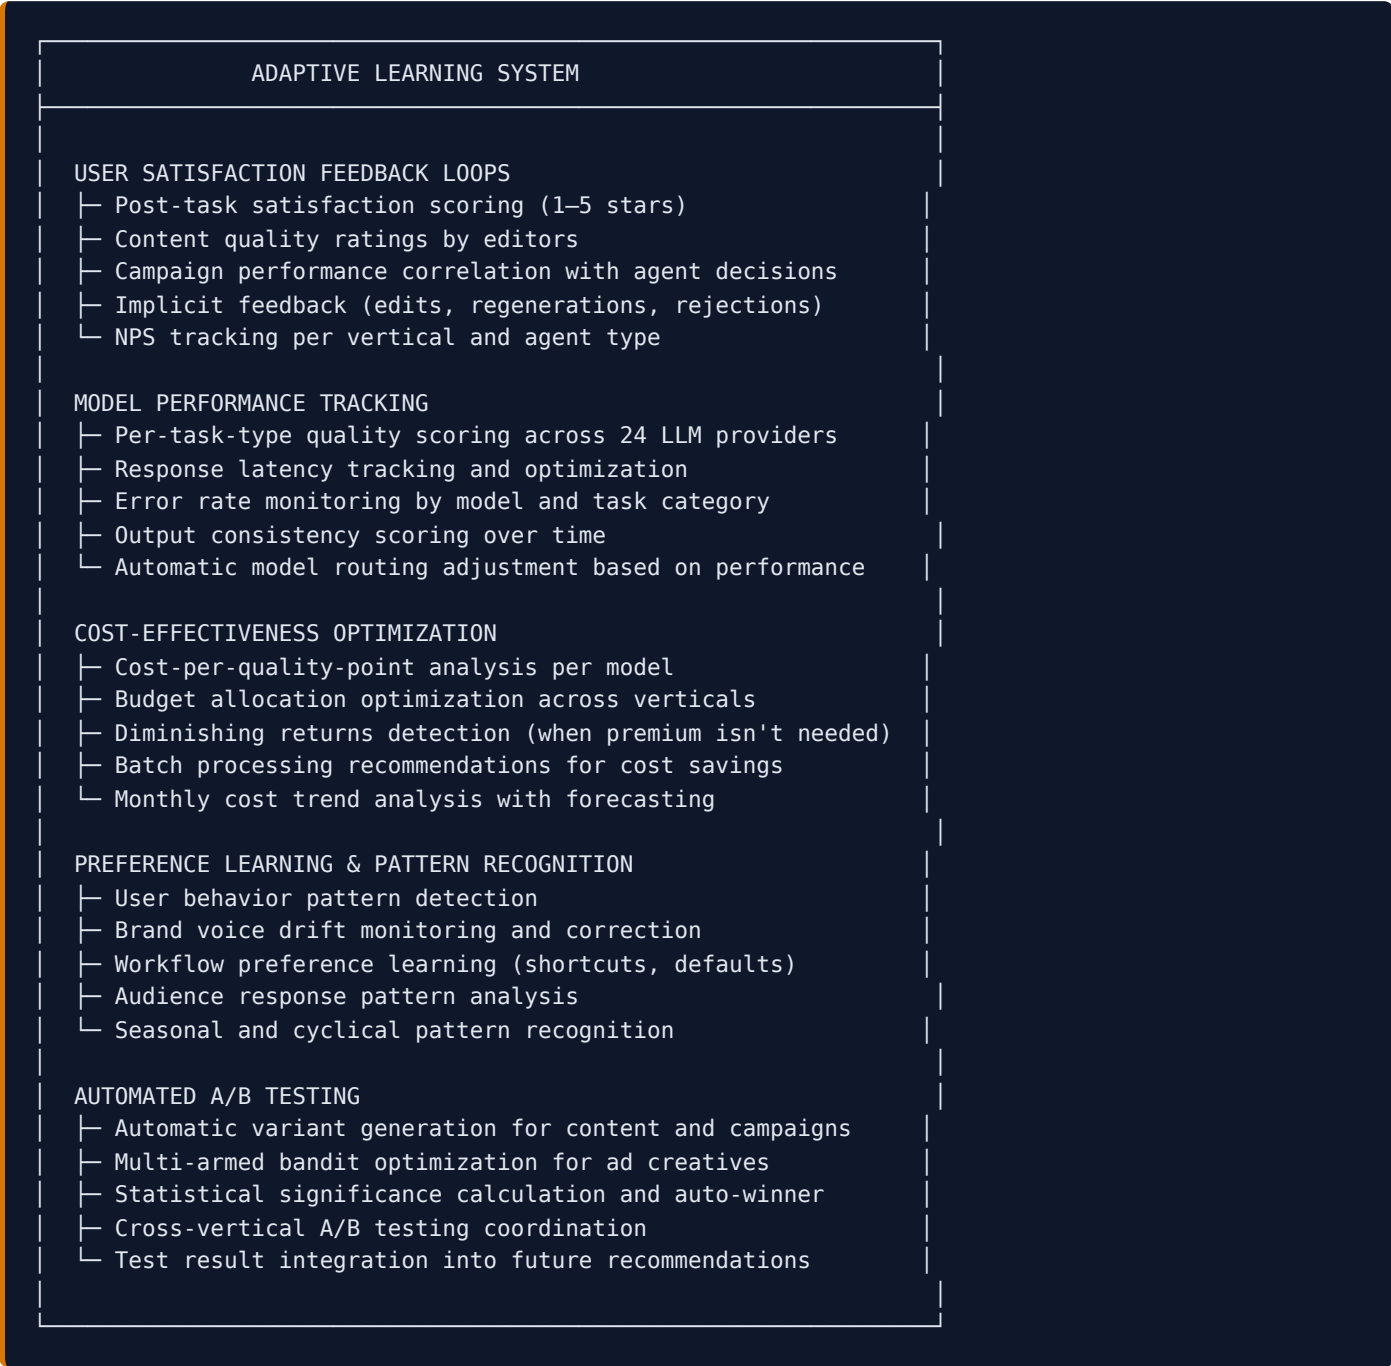 ADAPTIVE LEARNING SYSTEM
USER SATISFACTION FEEDBACK LOOPS
├─ Post-task satisfaction scoring (1–5 stars)
├─ Content quality ratings by editors
├─ Campaign performance correlation with agent decisions
├─ Implicit feedback (edits, regenerations, rejections)
└─ NPS tracking per vertical and agent type
MODEL PERFORMANCE TRACKING
├─ Per-task-type quality scoring across 24 LLM providers
├─ Response latency tracking and optimization
├─ Error rate monitoring by model and task category
├─ Output consistency scoring over time
└─ Automatic model routing adjustment based on performance
COST-EFFECTIVENESS OPTIMIZATION
├─ Cost-per-quality-point analysis per model
├─ Budget allocation optimization across verticals
├─ Diminishing returns detection (when premium isn't needed)
├─ Batch processing recommendations for cost savings
└─ Monthly cost trend analysis with forecasting
PREFERENCE LEARNING & PATTERN RECOGNITION
├─ User behavior pattern detection
├─ Brand voice drift monitoring and correction
├─ Workflow preference learning (shortcuts, defaults)
├─ Audience response pattern analysis
└─ Seasonal and cyclical pattern recognition
AUTOMATED A/B TESTING
├─ Automatic variant generation for content and campaigns
├─ Multi-armed bandit optimization for ad creatives
├─ Statistical significance calculation and auto-winner
├─ Cross-vertical A/B testing coordination
└─ Test result integration into future recommendations